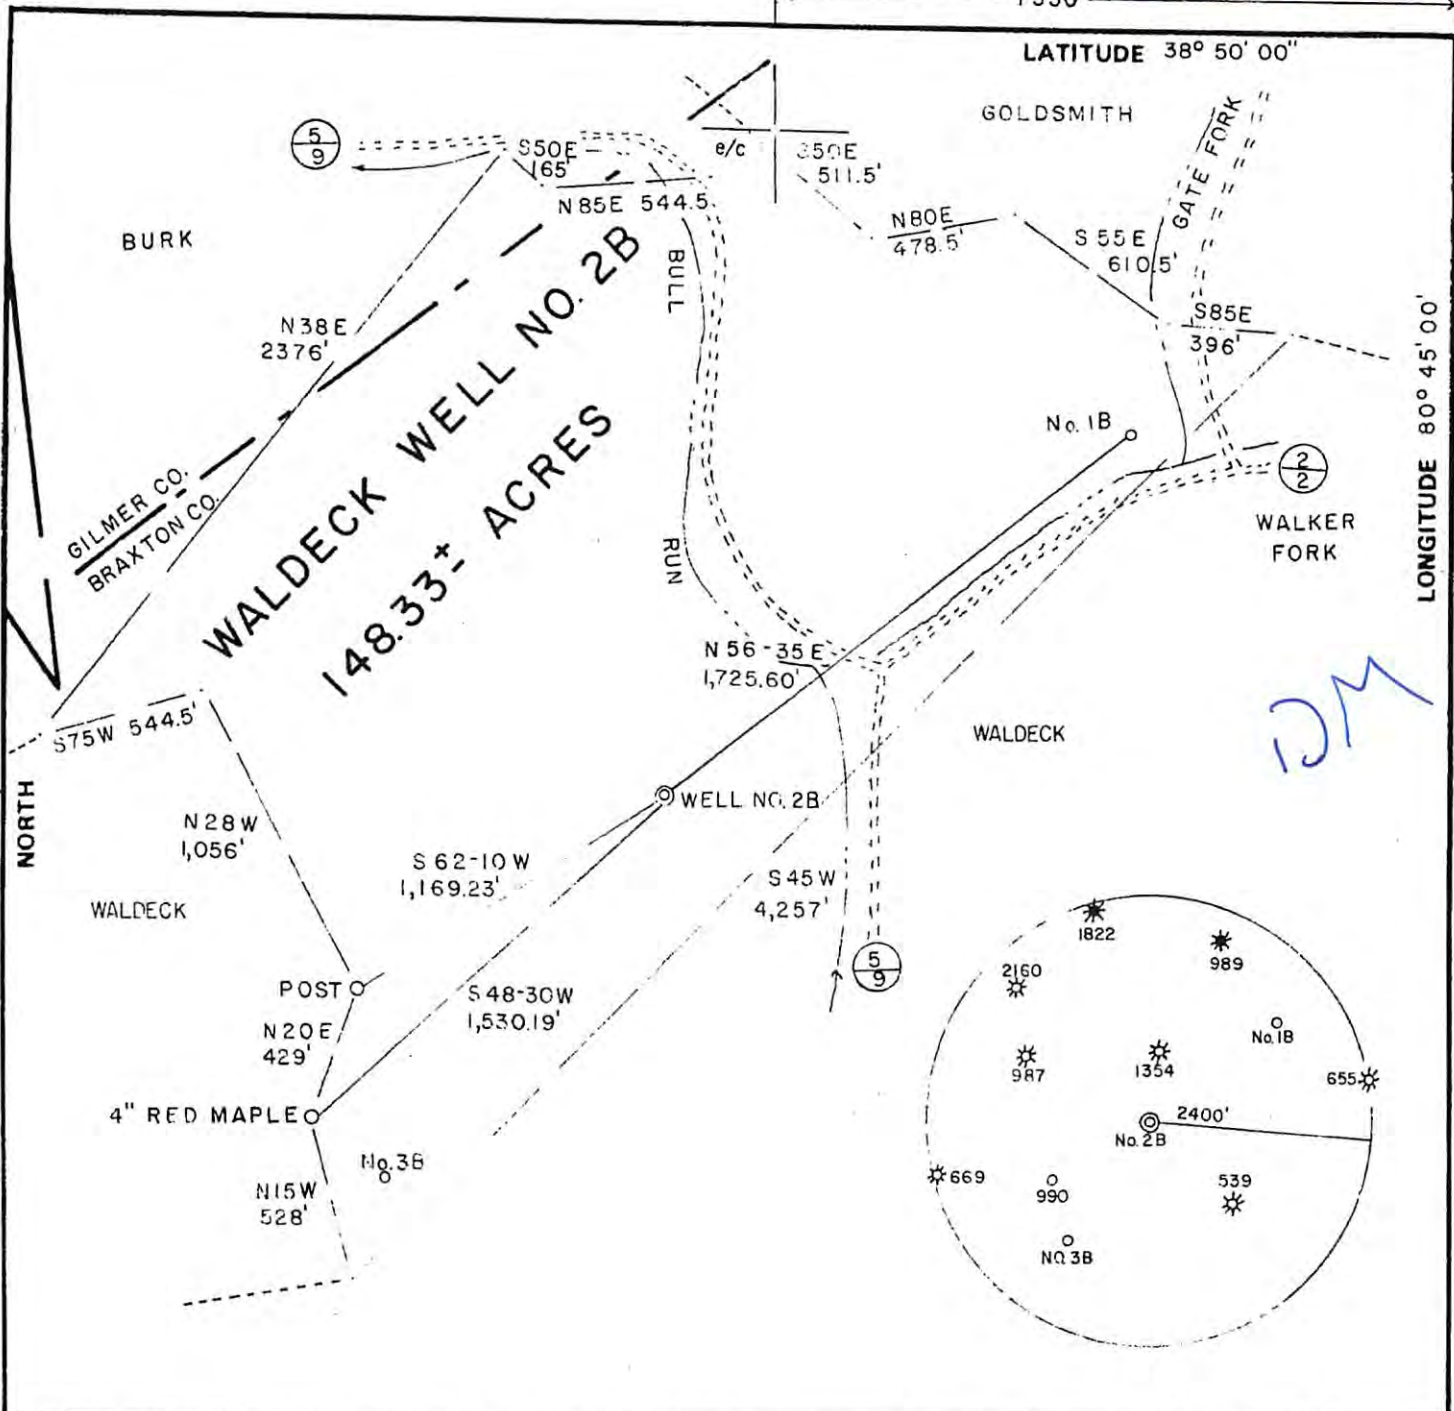 LATITUDE 38° 50' 00"
GOLDSMITH
GATE FORK
5
9
S50E
165'
e/c
S50E
511.5'
N85E 544.5
N80E
478.5'
S 55 E
610.5'
BURK
BULL
S85E
396'
N38E
2376'
LONGITUDE 80° 45' 00'
WALDECK WELL NO. 2B
148.33± ACRES
No. 1B
2
2
WALKER
FORK
GILMER CO.
BRAXTON CO.
RUN
N 56-35 E
1,725.60'
S75W 544.5'
WALDECK
DM
NORTH
WELL NO. 2B
N28W
1,056'
S 62-10 W
1,169.23'
S45W
4,257'
WALDECK
5
9
POST
S48-30W
1,530.19'
N20E
429'
4" RED MAPLE
No. 3B
N15W
528'
1822
989
2160
No. 1B
987
1354
655
2400'
No. 2B
669
990
539
NO. 3B